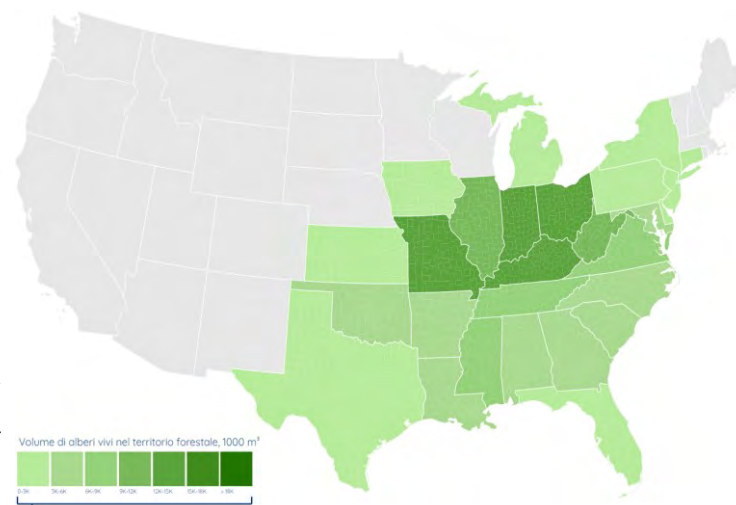 Volume di alberi vivi nel territorio forestale, 1000 m³
0-3K 3K-6K 6K-9K 9K-12K 12K-15K 15K-18K > 18K